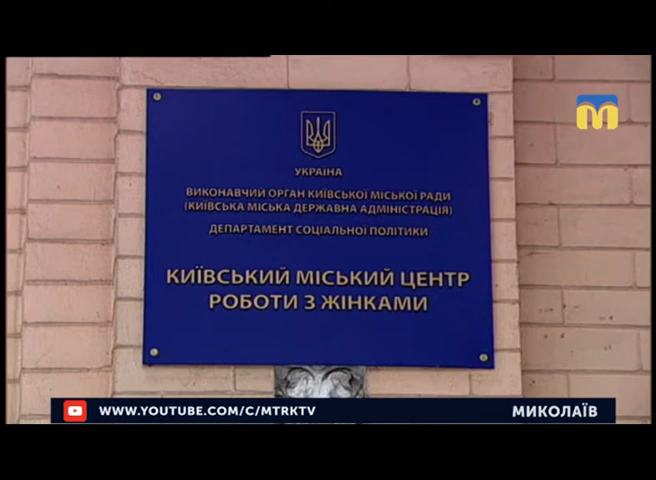 УКРАЇНА
ВИКОНАВЧИЙ ОРГАН КИЇВСЬКОЇ МІСЬКОЇ РАДИ
(КИЇВСЬКА МІСЬКА ДЕРЖАВНА АДМІНІСТРАЦІЯ)
ДЕПАРТАМЕНТ СОЦІАЛЬНОЇ ПОЛІТИКИ
КИЇВСЬКИЙ МІСЬКИЙ ЦЕНТР
РОБОТИ З ЖІНКАМИ
WWW.YOUTUBE.COM/C/MTRKTV
МИКОЛАЇВ